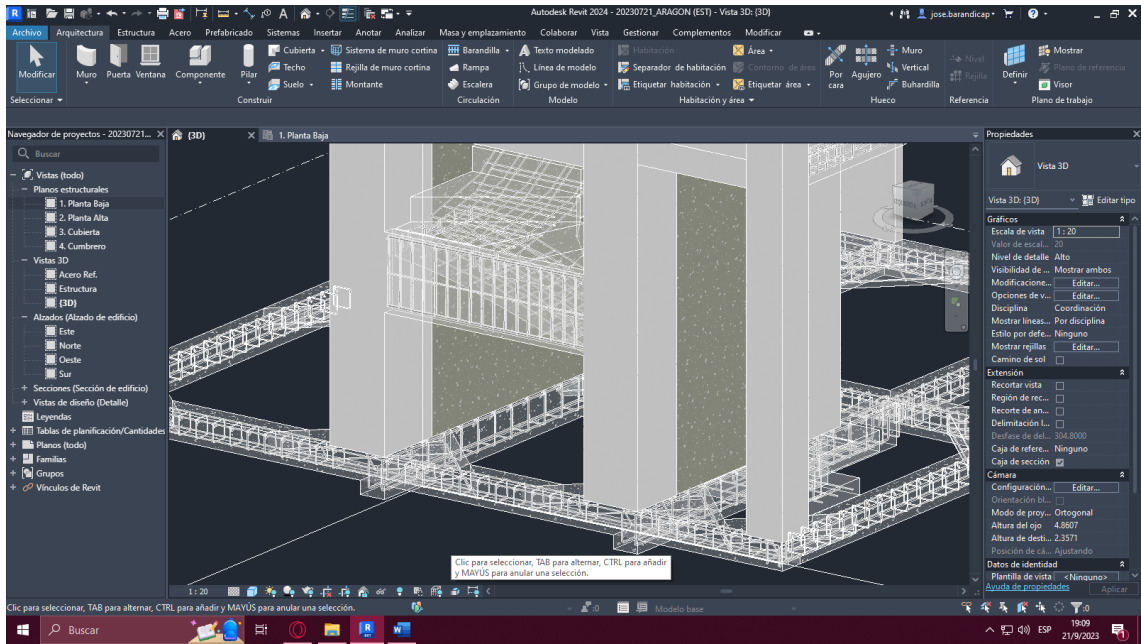 Autodesk Revit 2024 - 20230721_ARAGON (EST) - Vista 3D: {3D}
jose.barandicap
Archivo Arquitectura Estructura Acero Prefabricado Sistemas Insertar Anotar Analizar Masa y emplazamiento Colaborar Vista Gestionar Complementos Modificar
Modificar
Muro
Puerta
Ventana
Componente
Pilar
Cubierta
Techo
Suelo
Sistema de muro cortina
Rejilla de muro cortina
Montante
Barandilla
Rampa
Escalera
Texto modelado
Línea de modelo
Grupo de modelo
Habitación
Separador de habitación
Etiquetar habitación
Área
Contorno de área
Etiquetar área
Por cara
Agujero
Muro
Vertical
Buhardilla
Nivel
Rejilla
Definir
Mostrar
Plano de referencia
Visor
Seleccionar
Construir
Circulación
Modelo
Habitación y área
Hueco
Referencia
Plano de trabajo
Navegador de proyectos - 20230721...
Buscar
Vistas (todo)
Planos estructurales
1. Planta Baja
2. Planta Alta
3. Cubierta
4. Cumbrero
Vistas 3D
Acero Ref.
Estructura
{3D}
Alzados (Alzado de edificio)
Este
Norte
Oeste
Sur
Secciones (Sección de edificio)
Vistas de diseño (Detalle)
Leyendas
Tablas de planificación/Cantidades
Planos (todo)
Familias
Grupos
Vínculos de Revit
{3D}
1. Planta Baja
Clic para seleccionar, TAB para alternar, CTRL para añadir
y MAYÚS para anular una selección.
1 : 20
Propiedades
Vista 3D
Vista 3D: {3D}
Editar tipo
Gráficos
Escala de vista 1 : 20
Valor de escal... 20
Nivel de detalle Alto
Visibilidad de ... Mostrar ambos
Modificacione... Editar...
Opciones de v... Editar...
Disciplina Coordinación
Mostrar líneas... Por disciplina
Estilo por defe... Ninguno
Mostrar rejillas Editar...
Camino de sol
Extensión
Recortar vista
Región de rec...
Recorte de an...
Delimitación l...
Desfase de del... 304.8000
Caja de refere... Ninguno
Caja de sección
Cámara
Configuración... Editar...
Orientación bl...
Modo de proy... Ortogonal
Altura del ojo 4.8607
Altura de desti... 2.3571
Posición de cá... Ajustando
Datos de identidad
Plantilla de vista <Ninguno>
Ayuda de propiedades
Aplicar
Clic para seleccionar, TAB para alternar, CTRL para añadir y MAYÚS para anular una selección.
:0
Modelo base
:0
Buscar
ESP
19:09
21/9/2023